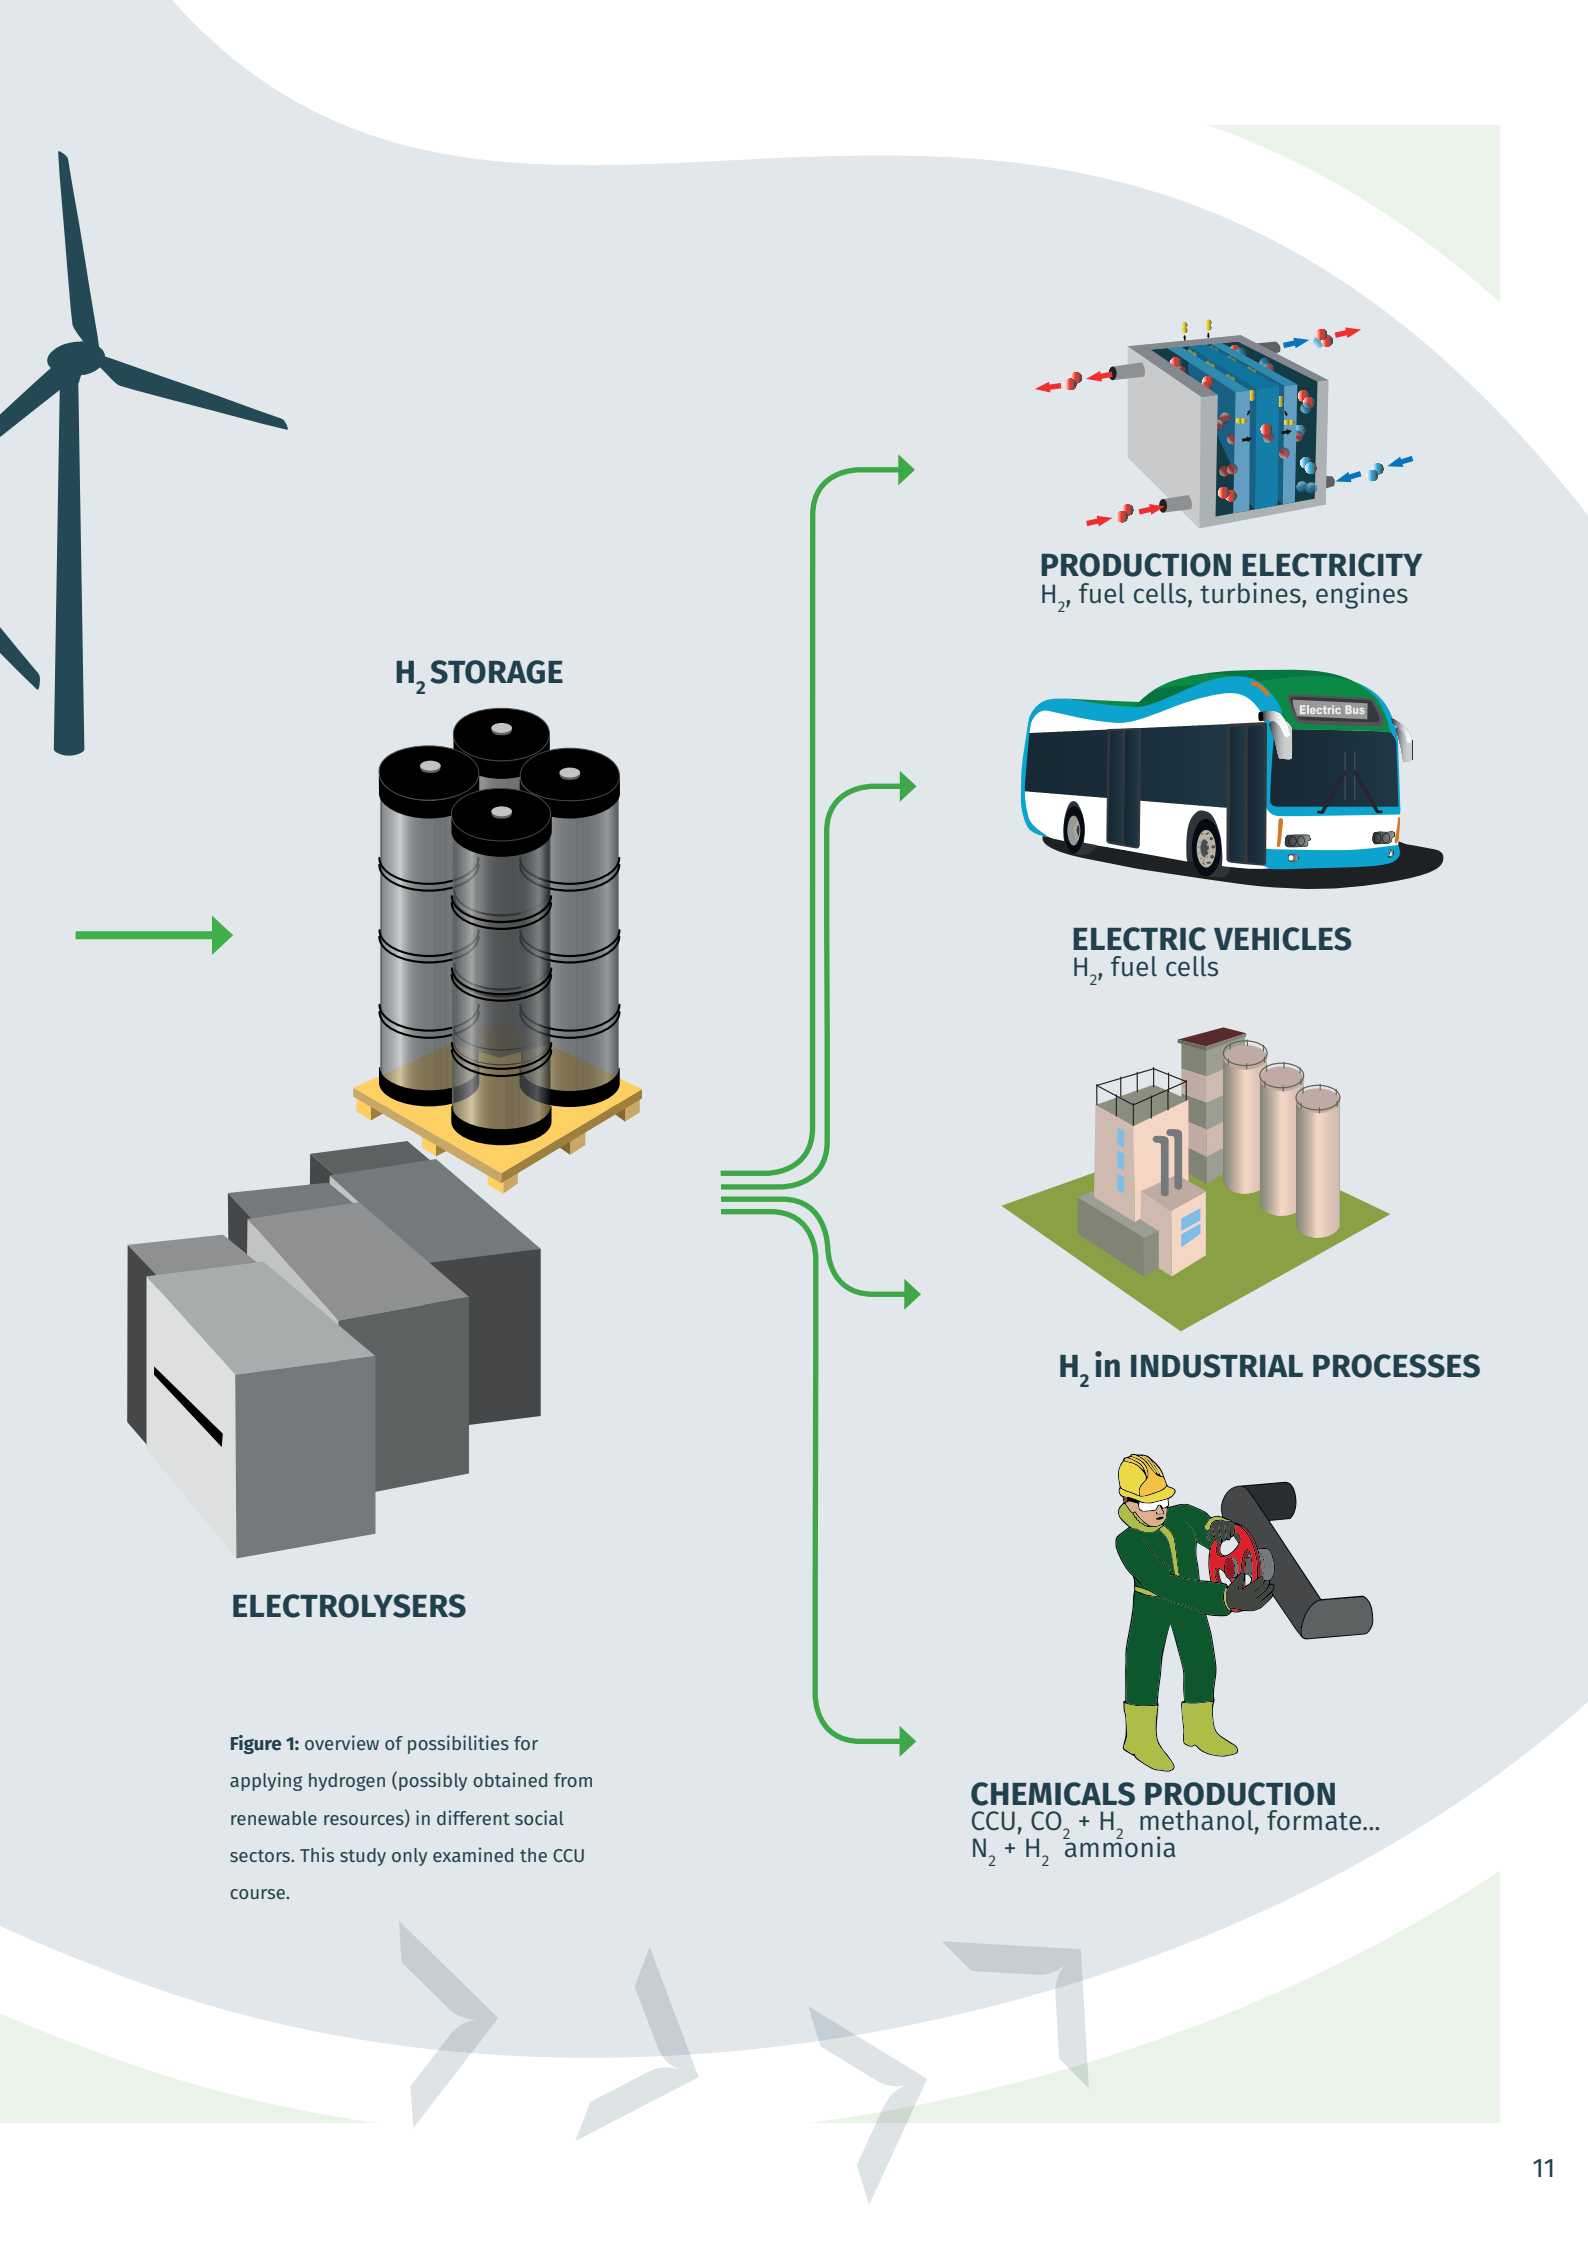 PRODUCTION ELECTRICITY
H₂, fuel cells, turbines, engines
H₂ STORAGE
Electric Bus
ELECTRIC VEHICLES
H₂, fuel cells
H₂ in INDUSTRIAL PROCESSES
ELECTROLYSERS
Figure 1: overview of possibilities for
applying hydrogen (possibly obtained from
renewable resources) in different social
sectors. This study only examined the CCU
course.
CHEMICALS PRODUCTION
CCU, CO₂ + H₂ methanol, formate...
N₂ + H₂ ammonia
11